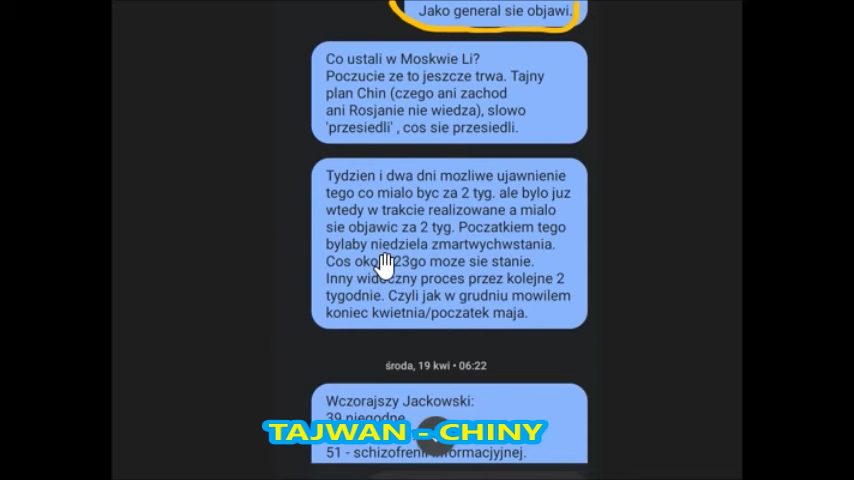 Jako general sie objawi.
Co ustali w Moskwie Li?
Poczucie ze to jeszcze trwa. Tajny
plan Chin (czego ani zachod
ani Rosjanie nie wiedza), slowo
'przesiedli' , cos sie przesiedli.
Tydzien i dwa dni mozliwe ujawnienie
tego co mialo byc za 2 tyg. ale bylo juz
wtedy w trakcie realizowane a mialo
sie objawic za 2 tyg. Poczatkiem tego
bylaby niedziela zmartwychwstania.
Cos 23go moze sie stanie.
Inny widoczny proces przez kolejne 2
tygodnie. Czyli jak w grudniu mowilem
koniec kwietnia/poczatek maja.
środa, 19 kwi • 06:22
Wczorajszy Jackowski:
39 niegodne
TAJWAN - CHINY
51 - schizofrenii informacyjnej.